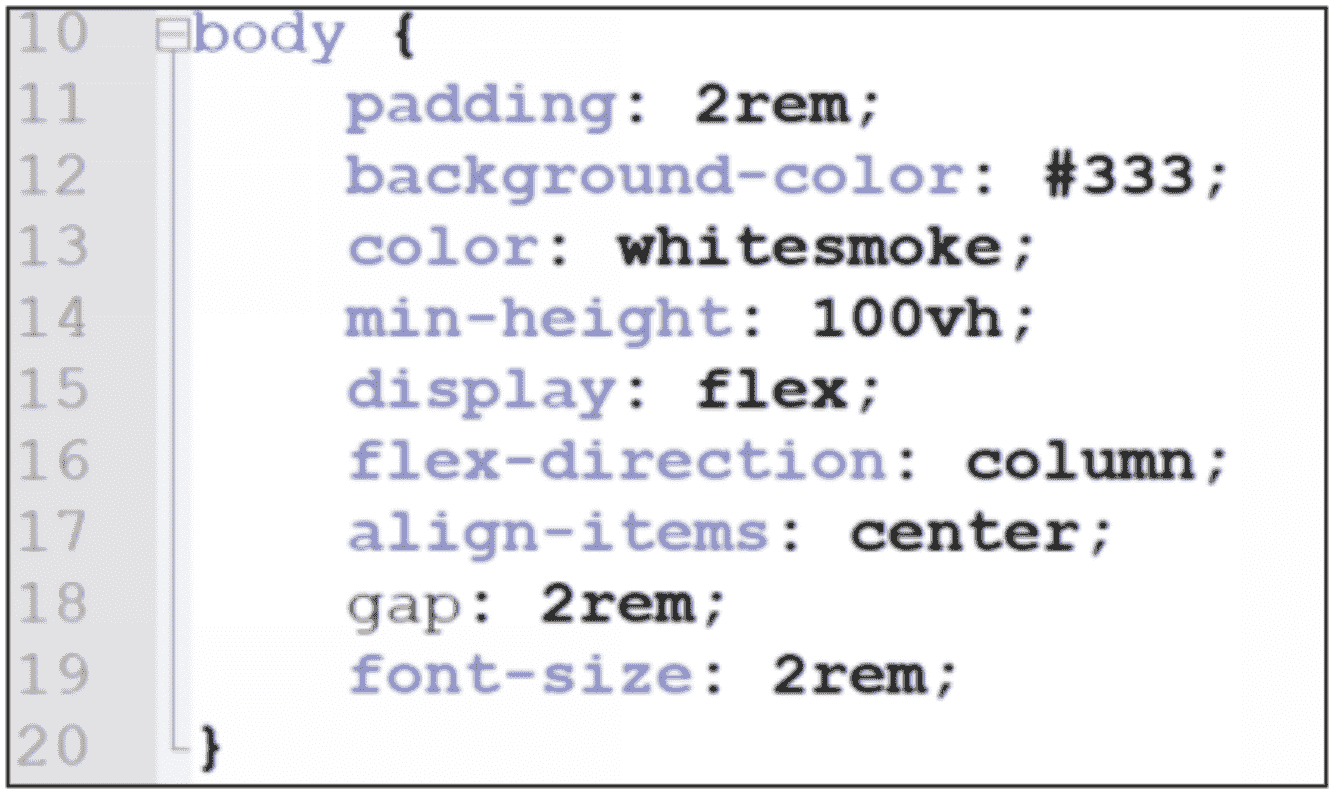 10 body {
11 padding: 2rem;
12 background-color: #333;
13 color: whitesmoke;
14 min-height: 100vh;
15 display: flex;
16 flex-direction: column;
17 align-items: center;
18 gap: 2rem;
19 font-size: 2rem;
20 }